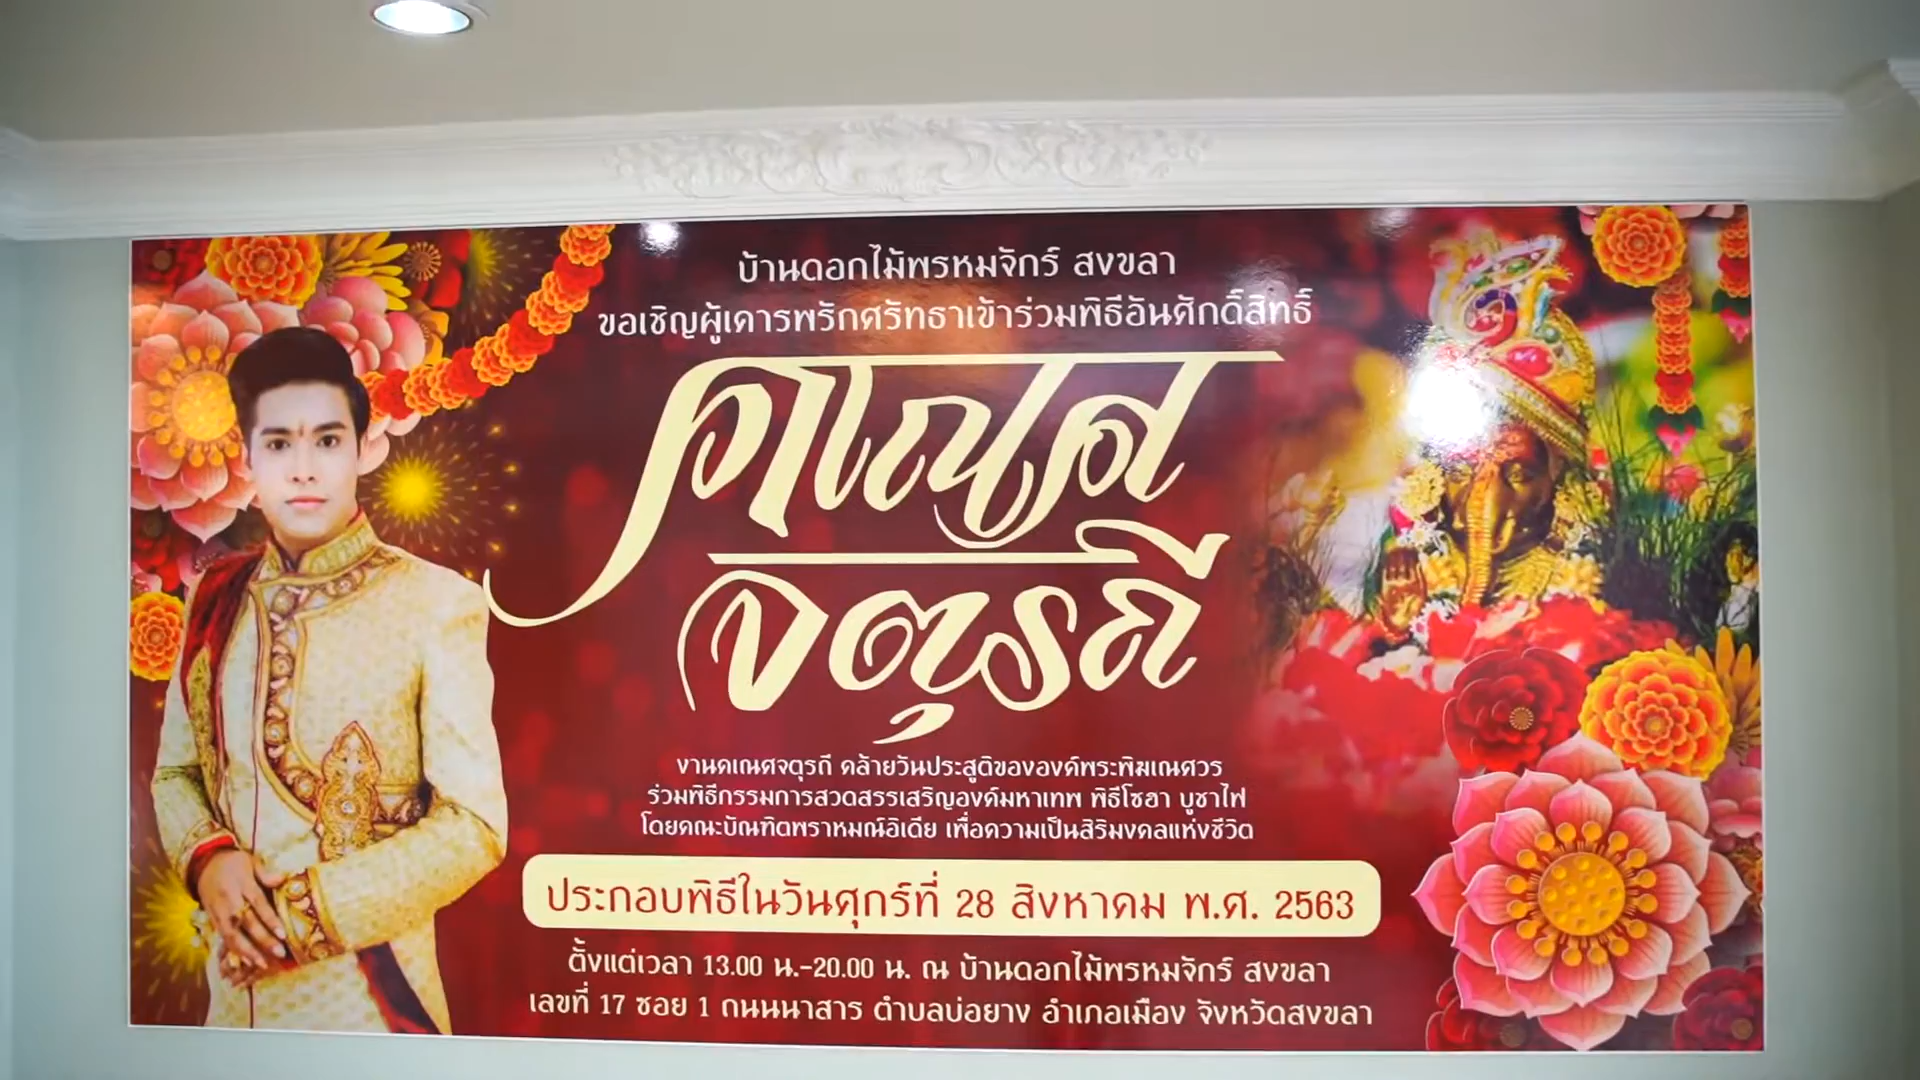 บ้านดอกไม้พรหมจักร์ สงขลา
ขอเชิญผู้เคารพรักศรัทธาเข้าร่วมพิธีอันศักดิ์สิทธิ์
คเณศ
จตุรถี
งานคเณศจตุรถี คล้ายวันประสูติขององค์พระพิฆเณศวร
ร่วมพิธีกรรมการสวดสรรเสริญองค์มหาเทพ พิธีโฮฮา บูชาไฟ
โดยคณะบัณฑิตพราหมณ์อิเดีย เพื่อความเป็นสิริมงคลแห่งชีวิต
ประกอบพิธีในวันศุกร์ที่ 28 สิงหาคม พ.ศ. 2563
ตั้งแต่เวลา 13.00 น.-20.00 น. ณ บ้านดอกไม้พรหมจักร์ สงขลา
เลขที่ 17 ซอย 1 ถนนนาสาร ตำบลบ่อยาง อำเภอเมือง จังหวัดสงขลา